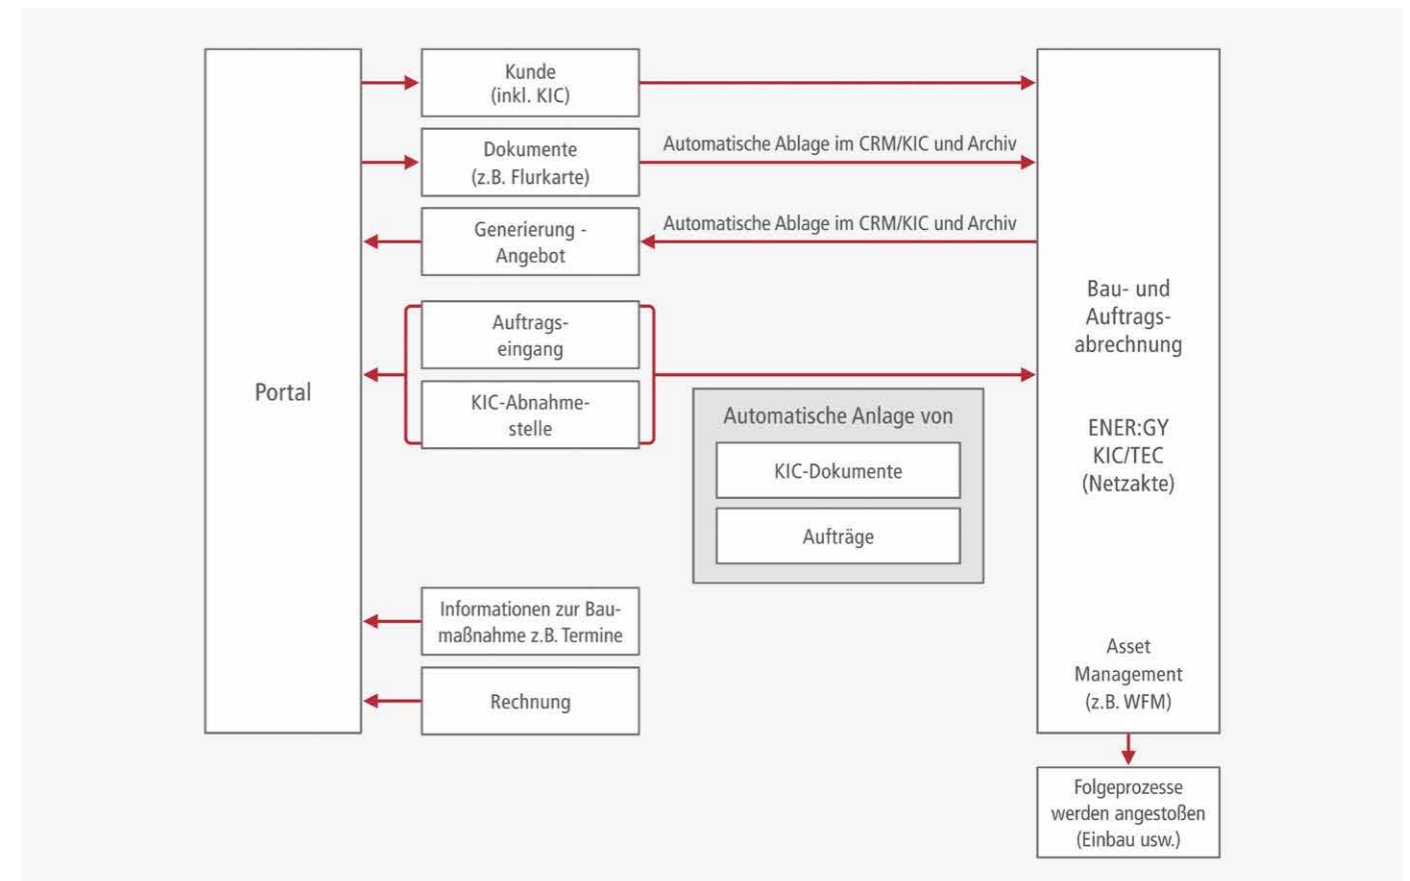 Portal
Kunde
(inkl. KIC)
Dokumente
(z.B. Flurkarte)
Automatische Ablage im CRM/KIC und Archiv
Generierung -
Angebot
Automatische Ablage im CRM/KIC und Archiv
Auftrags-
eingang
KIC-Abnahme-
stelle
Automatische Anlage von
KIC-Dokumente
Aufträge
Informationen zur Bau-
maßnahme z.B. Termine
Rechnung
Bau- und
Auftrags-
abrechnung
ENER:GY
KIC/TEC
(Netzakte)
Asset
Management
(z.B. WFM)
Folgeprozesse
werden angestoßen
(Einbau usw.)